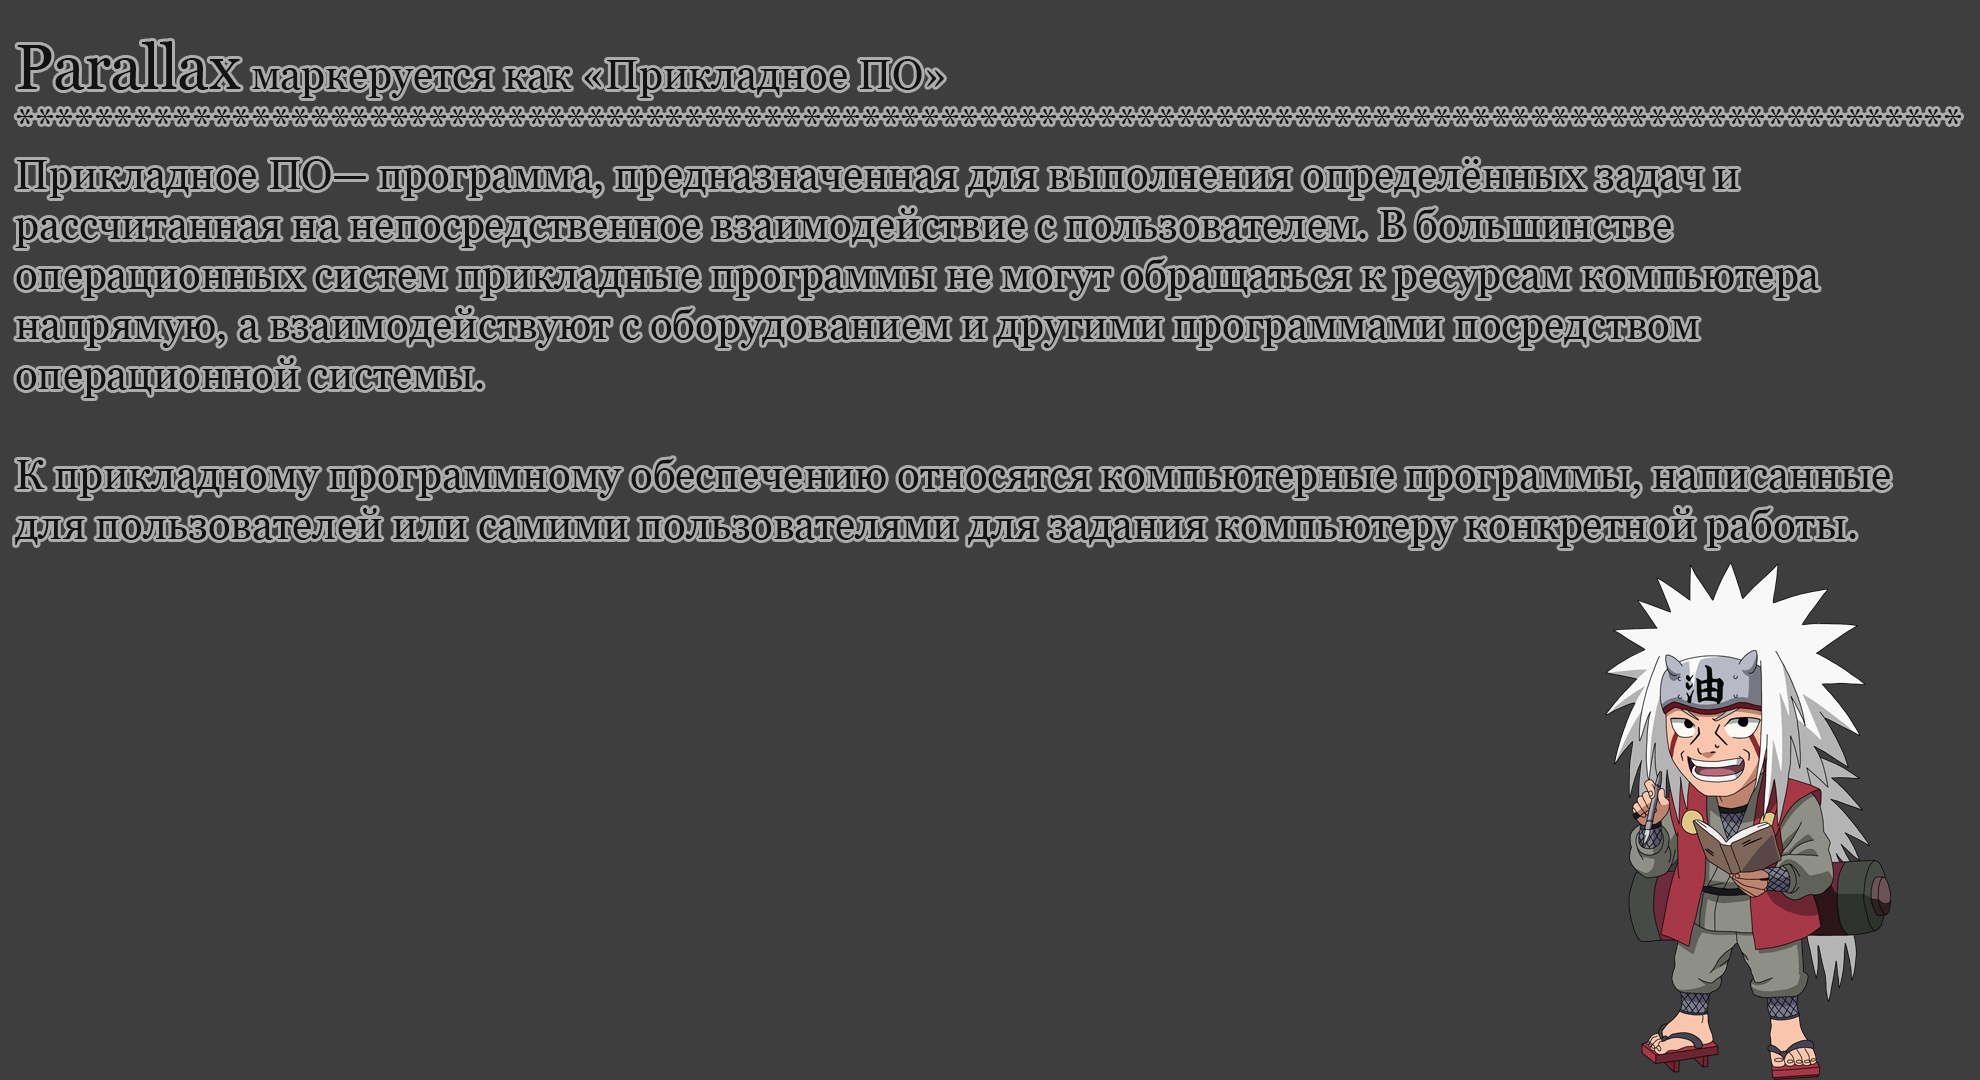 Parallax маркеруется как «Прикладное ПО»
***************************************************************************************************
Прикладное ПО— программа, предназначенная для выполнения определённых задач и
рассчитанная на непосредственное взаимодействие с пользователем. В большинстве
операционных систем прикладные программы не могут обращаться к ресурсам компьютера
напрямую, а взаимодействуют с оборудованием и другими программами посредством
операционной системы.
К прикладному программному обеспечению относятся компьютерные программы, написанные
для пользователей или самими пользователями для задания компьютеру конкретной работы.
油